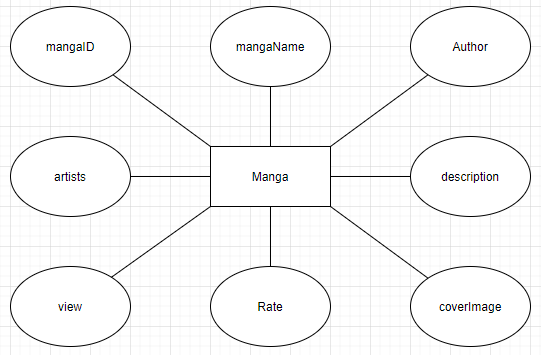 mangaID
mangaName
Author
artists
Manga
description
view
Rate
coverImage